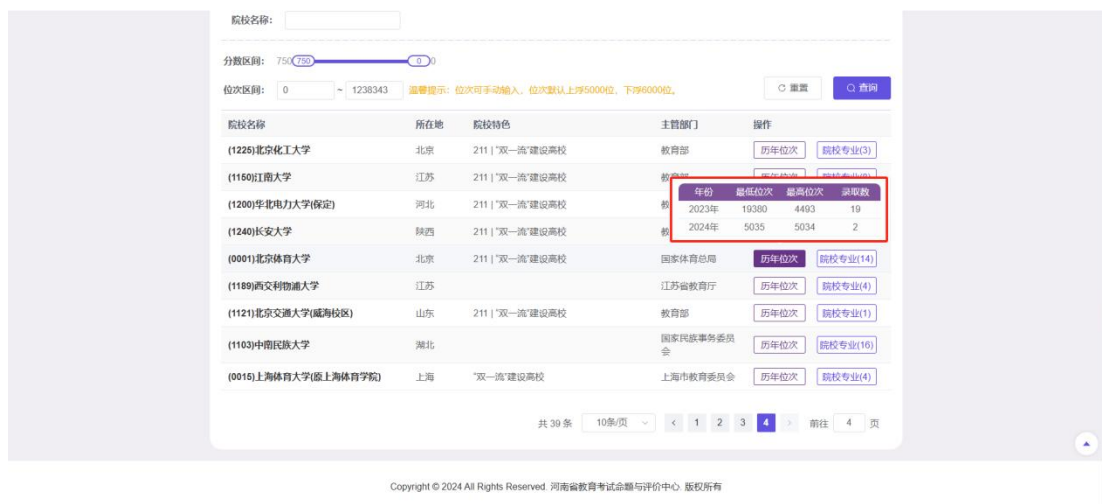 院校名称：
分数区间： 750 750 0 0
位次区间： 0 ~ 1238343 温馨提示：位次可手动输入，位次默认上浮5000位，下浮6000位。 重置 查询
院校名称 所在地 院校特色 主管部门 操作
(1225)北京化工大学 北京 211 | "双一流"建设高校 教育部 历年位次 院校专业(3)
(1150)江南大学 江苏 211 | "双一流"建设高校
年份 最低位次 最高位次 录取数
(1200)华北电力大学(保定) 河北 211 | "双一流"建设高校 教 2023年 19380 4493 19
(1240)长安大学 陕西 211 | "双一流"建设高校 教 2024年 5035 5034 2
(0001)北京体育大学 北京 211 | "双一流"建设高校 国家体育总局 历年位次 院校专业(14)
(1189)西交利物浦大学 江苏 江苏省教育厅 历年位次 院校专业(4)
(1121)北京交通大学(威海校区) 山东 211 | "双一流"建设高校 教育部 历年位次 院校专业(1)
(1103)中南民族大学 湖北 国家民族事务委员会 历年位次 院校专业(16)
(0015)上海体育大学(原上海体育学院) 上海 "双一流"建设高校 上海市教育委员会 历年位次 院校专业(4)
共 39 条 10条/页 < 1 2 3 4 > 前往 4 页
Copyright © 2024 All Rights Reserved. 河南省教育考试命题与评价中心 版权所有